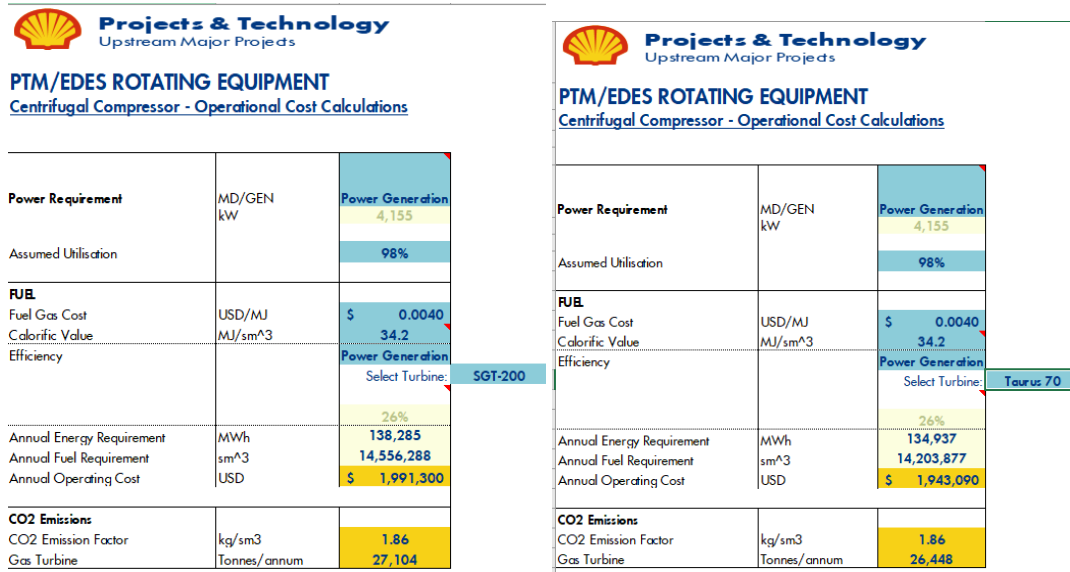 Projects & Technology
Upstream Major Projects
PTM/EDES ROTATING EQUIPMENT
Centrifugal Compressor - Operational Cost Calculations
Power Requirement MD/GEN Power Generation
kW 4,155
Assumed Utilisation 98%
FUEL
Fuel Gas Cost USD/MJ $ 0.0040
Calorific Value MJ/sm^3 34.2
Efficiency Power Generation
Select Turbine: SGT-200
26%
Annual Energy Requirement MWh 138,285
Annual Fuel Requirement sm^3 14,556,288
Annual Operating Cost USD $ 1,991,300
CO2 Emissions
CO2 Emission Factor kg/sm3 1.86
Gas Turbine Tonnes/annum 27,104
Projects & Technology
Upstream Major Projects
PTM/EDES ROTATING EQUIPMENT
Centrifugal Compressor - Operational Cost Calculations
Power Requirement MD/GEN Power Generation
kW 4,155
Assumed Utilisation 98%
FUEL
Fuel Gas Cost USD/MJ $ 0.0040
Calorific Value MJ/sm^3 34.2
Efficiency Power Generation
Select Turbine: Taurus 70
26%
Annual Energy Requirement MWh 134,937
Annual Fuel Requirement sm^3 14,203,877
Annual Operating Cost USD $ 1,943,090
CO2 Emissions
CO2 Emission Factor kg/sm3 1.86
Gas Turbine Tonnes/annum 26,448